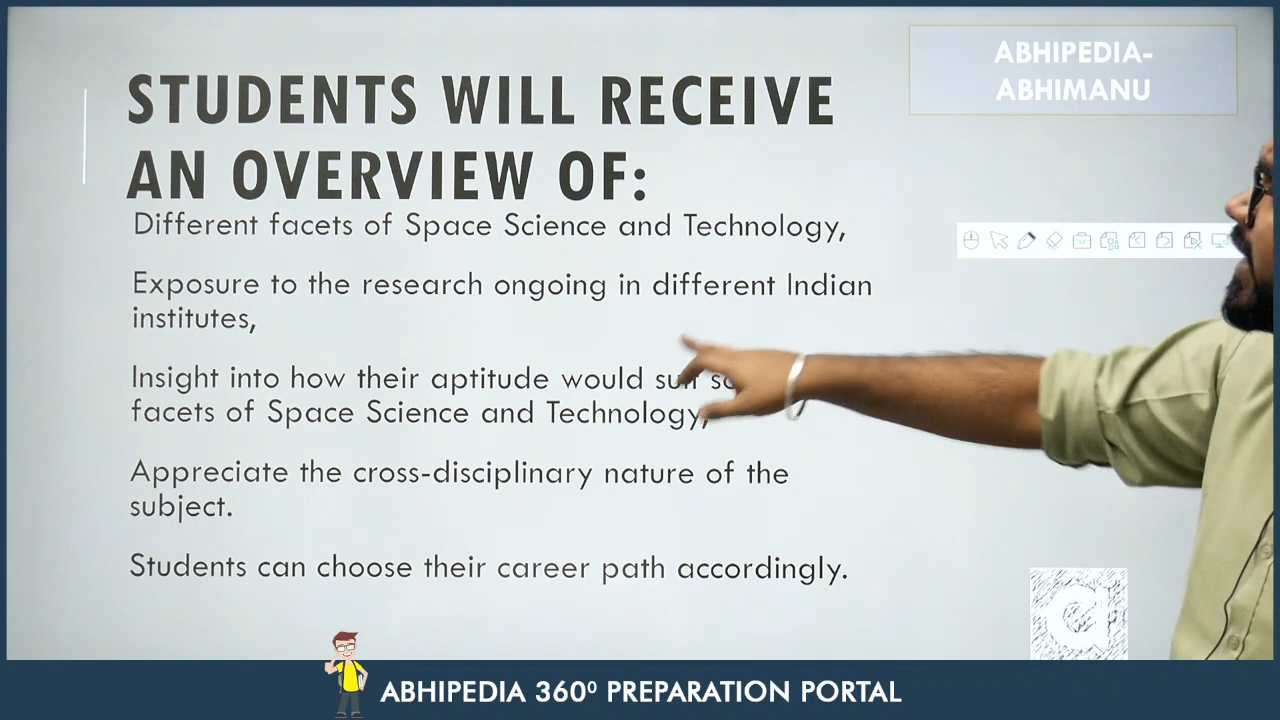 ABHIPEDIA-
ABHIMANU
STUDENTS WILL RECEIVE
AN OVERVIEW OF:
Different facets of Space Science and Technology,
Exposure to the research ongoing in different Indian
institutes,
Insight into how their aptitude would suit
facets of Space Science and Technology,
Appreciate the cross-disciplinary nature of the
subject.
Students can choose their career path accordingly.
a
ABHIPEDIA 360º PREPARATION PORTAL